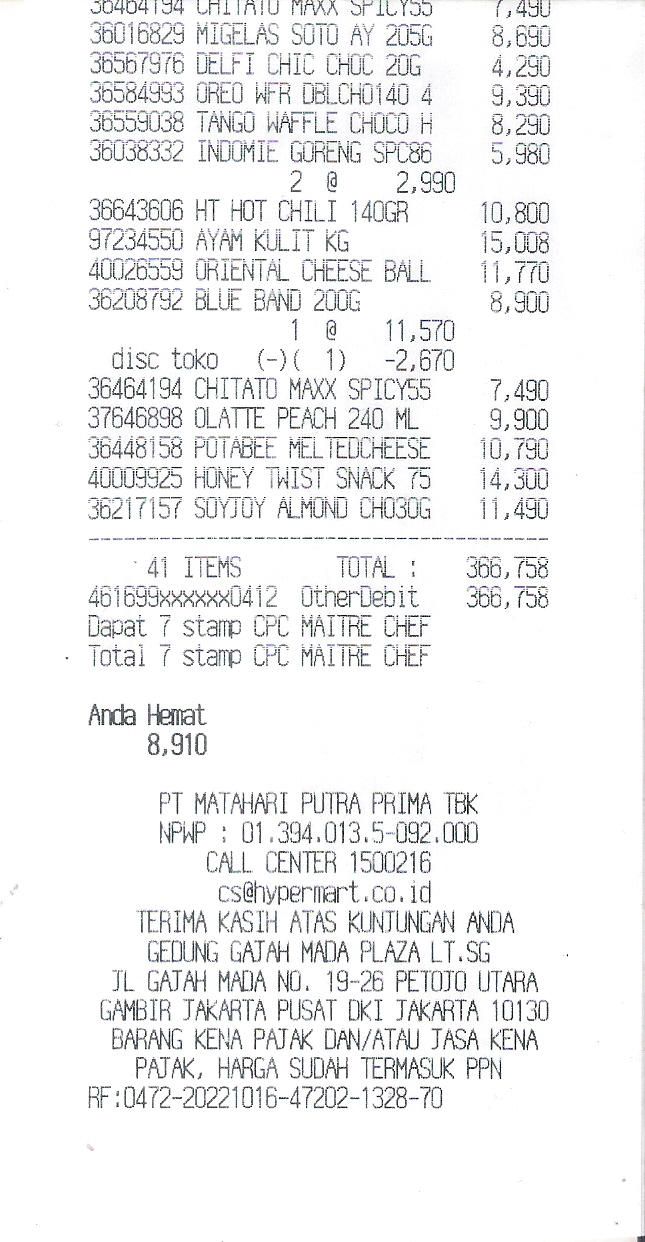 36464194 CHITATO MAXX SPICY55 7,490
36016829 MIGELAS SOTO AY 205G 8,690
36567976 DELFI CHIC CHOC 20G 4,290
36584993 OREO WFR DBLCHO140 4 9,390
36559038 TANGO WAFFLE CHOCO H 8,290
36038332 INDOMIE GORENG SPC86 5,980
2 @ 2,990
36643606 HT HOT CHILI 140GR 10,800
97234550 AYAM KULIT KG 15,008
40026559 ORIENTAL CHEESE BALL 11,770
36208792 BLUE BAND 200G 8,900
1 @ 11,570
disc toko (-)( 1) -2,670
36464194 CHITATO MAXX SPICY55 7,490
37646898 OLATTE PEACH 240 ML 9,900
36448158 POTABEE MELTEDCHEESE 10,790
40009925 HONEY TWIST SNACK 75 14,300
36217157 SOYJOY ALMOND CHO30G 11,490
41 ITEMS TOTAL : 366,758
461699xxxxxx0412 OtherDebit 366,758
Dapat 7 stamp CPC MAITRE CHEF
Total 7 stamp CPC MAITRE CHEF
Anda Hemat
8,910
PT MATAHARI PUTRA PRIMA TBK
NPWP : 01.394.013.5-092.000
CALL CENTER 1500216
cs@hypermart.co.id
TERIMA KASIH ATAS KUNJUNGAN ANDA
GEDUNG GAJAH MADA PLAZA LT.SG
JL GAJAH MADA NO. 19-26 PETOJO UTARA
GAMBIR JAKARTA PUSAT DKI JAKARTA 10130
BARANG KENA PAJAK DAN/ATAU JASA KENA
PAJAK, HARGA SUDAH TERMASUK PPN
RF:0472-20221016-47202-1328-70